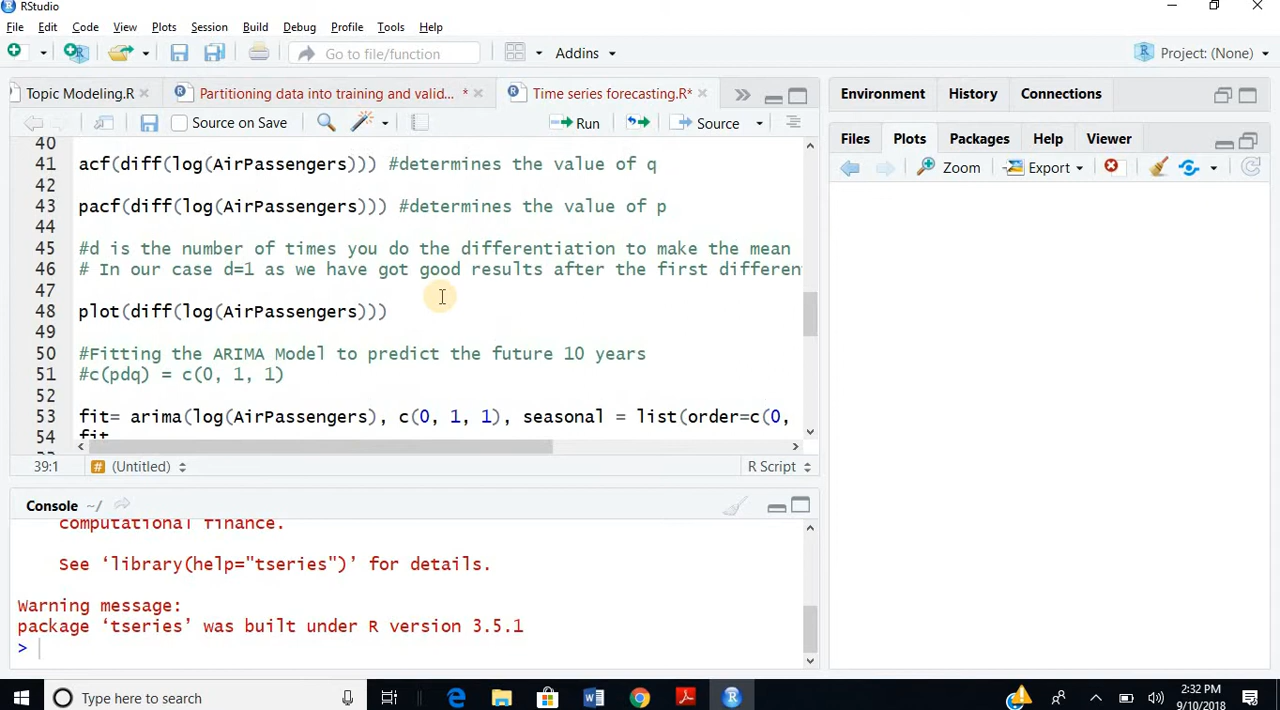 RStudio
File Edit Code View Plots Session Build Debug Profile Tools Help
Go to file/function Addins Project: (None)
Topic Modeling.R Partitioning data into training and valid... * Time series forecasting.R*
Source on Save Run Source
40
41 acf(diff(log(AirPassengers))) #determines the value of q
42
43 pacf(diff(log(AirPassengers))) #determines the value of p
44
45 #d is the number of times you do the differentiation to make the mean
46 # In our case d=1 as we have got good results after the first differen
47
48 plot(diff(log(AirPassengers)))
49
50 #Fitting the ARIMA Model to predict the future 10 years
51 #c(pdq) = c(0, 1, 1)
52
53 fit= arima(log(AirPassengers), c(0, 1, 1), seasonal = list(order=c(0,
54 fit
39:1 # (Untitled) R Script
Console ~/
computational finance.
See ‘library(help="tseries")’ for details.
Warning message:
package ‘tseries’ was built under R version 3.5.1
>
Environment History Connections
Files Plots Packages Help Viewer
Zoom Export
Type here to search
2:32 PM
9/10/2018